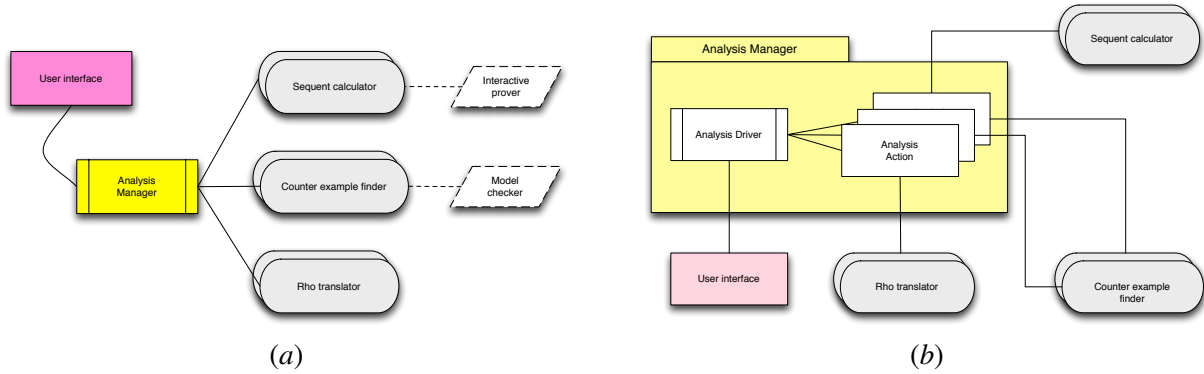 User interface
Analysis
Manager
Sequent calculator
Interactive
prover
Counter example finder
Model
checker
Rho translator
(a)
Analysis Manager
Sequent calculator
Analysis Driver
Analysis
Action
User interface
Rho translator
Counter example
finder
(b)